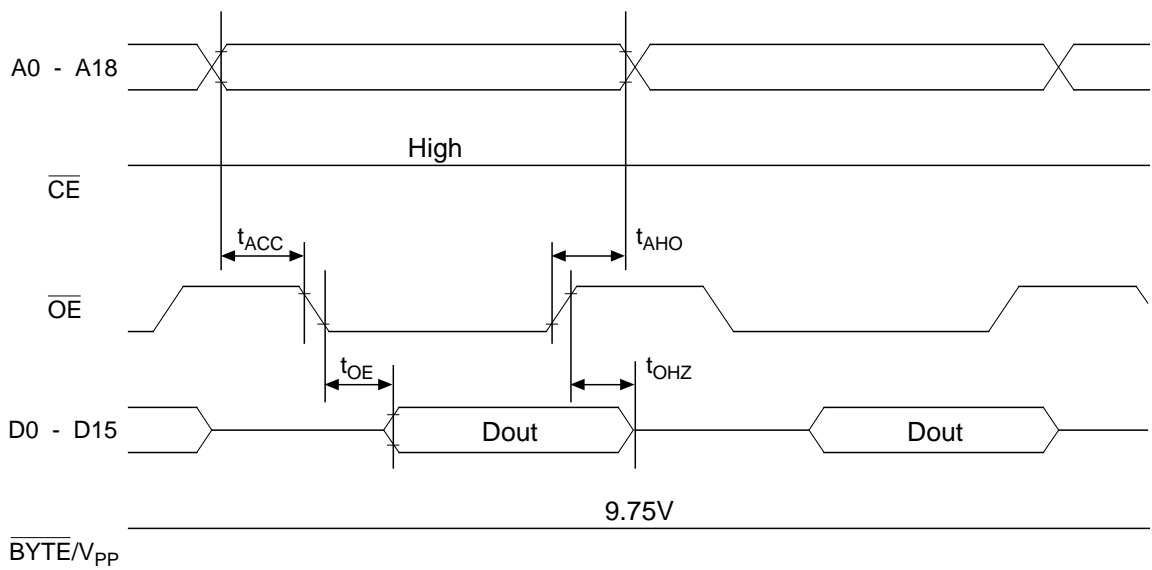 A0 - A18
High
CE
tACC
tAHO
OE
tOE
tOHZ
D0 - D15
Dout
Dout
9.75V
BYTE/VPP